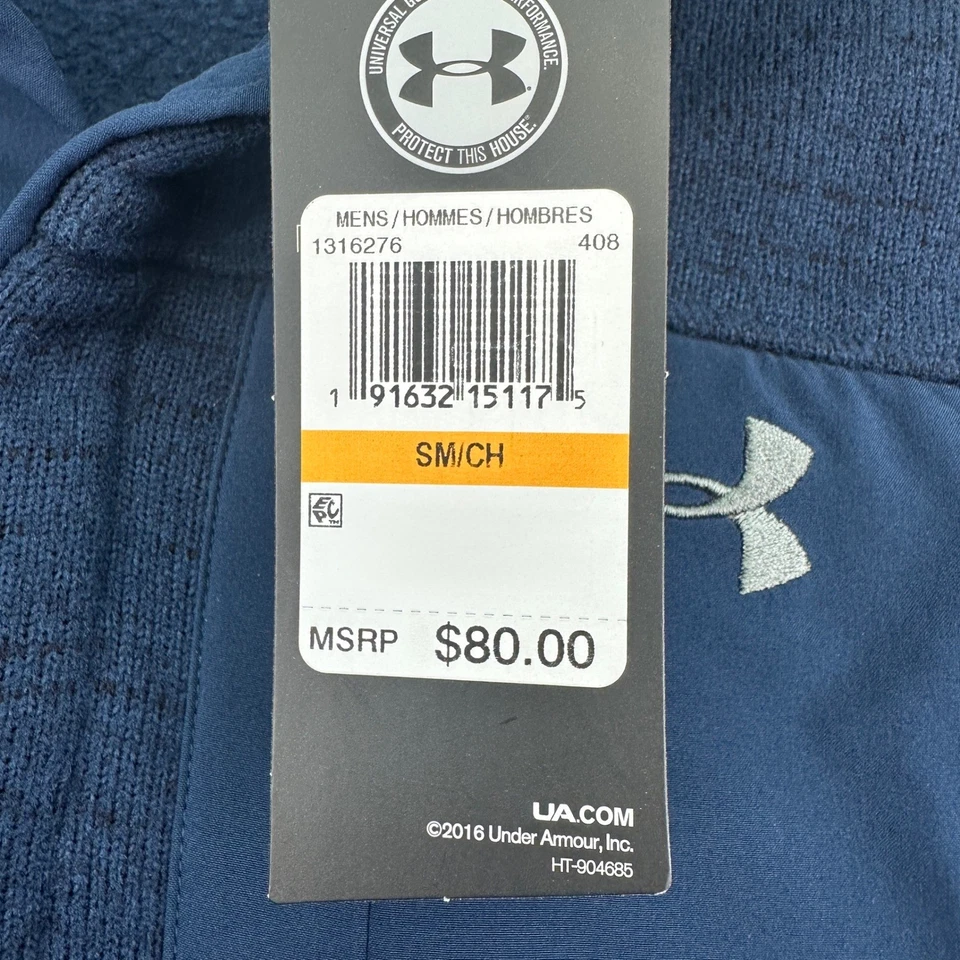 UNIVERSAL PERFORMANCE.
PROTECT THIS HOUSE.
MENS/HOMMES/HOMBRES
1316276 408
1 91632 15117 5
SM/CH
EPC™
MSRP $80.00
UA.COM
©2016 Under Armour, Inc.
HT-904685